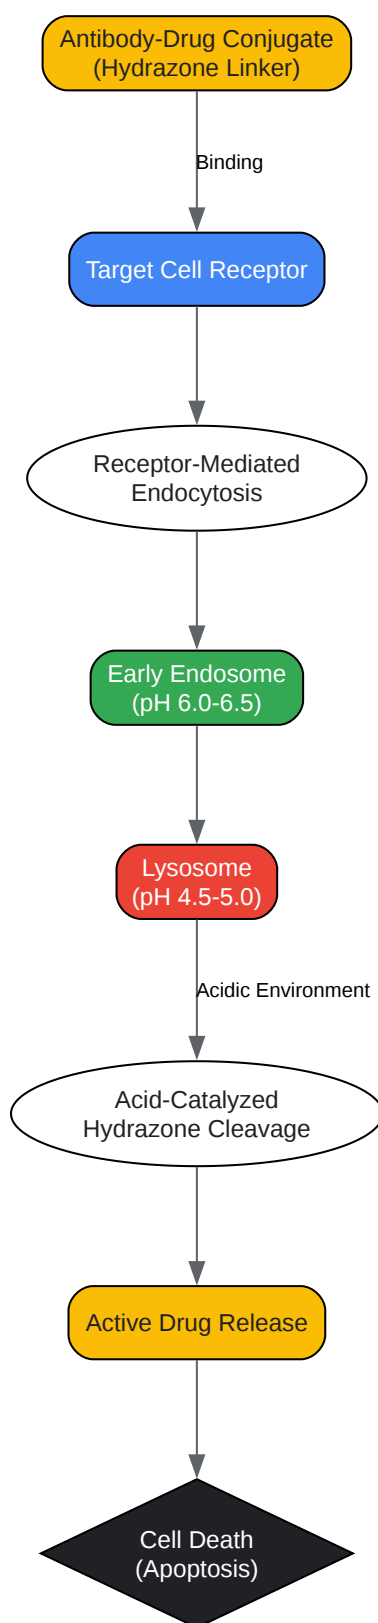 Antibody-Drug Conjugate
(Hydrazone Linker)
Binding
Target Cell Receptor
Receptor-Mediated
Endocytosis
Early Endosome
(pH 6.0-6.5)
Lysosome
(pH 4.5-5.0)
Acidic Environment
Acid-Catalyzed
Hydrazone Cleavage
Active Drug Release
Cell Death
(Apoptosis)